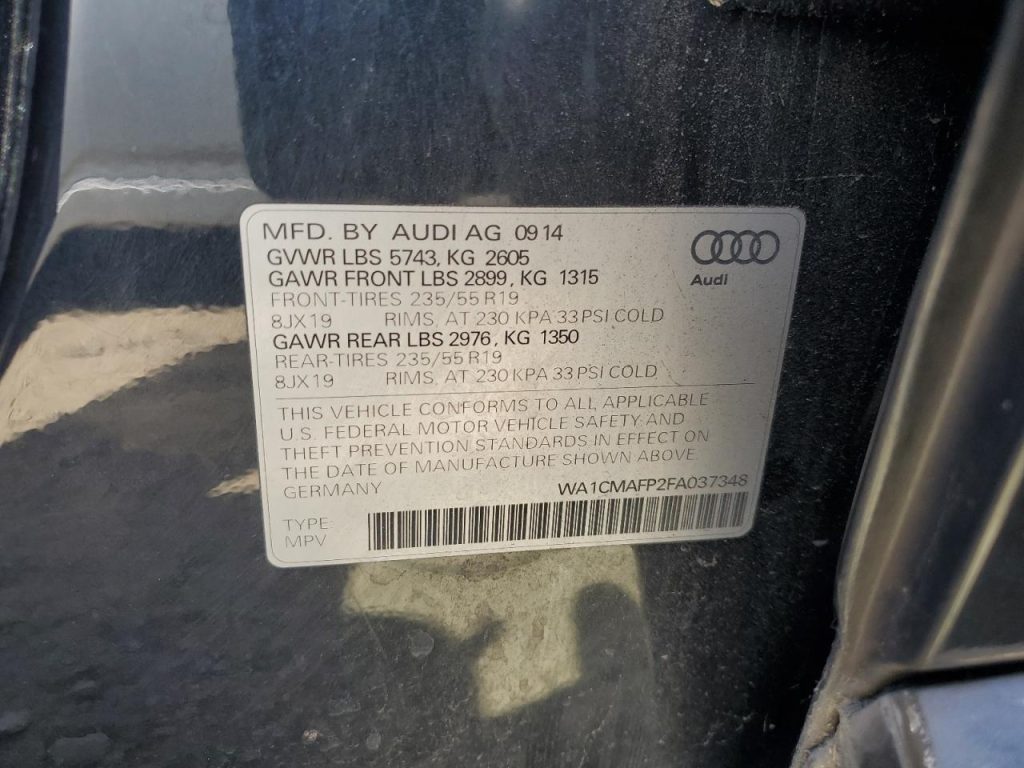 MFD. BY AUDI AG 09 14
GVWR LBS 5743, KG 2605
GAWR FRONT LBS 2899, KG 1315
FRONT-TIRES 235/55 R19
8JX19 RIMS, AT 230 KPA 33 PSI COLD
GAWR REAR LBS 2976, KG 1350
REAR-TIRES 235/55 R19
8JX19 RIMS, AT 230 KPA 33 PSI COLD
Audi
THIS VEHICLE CONFORMS TO ALL APPLICABLE
U.S. FEDERAL MOTOR VEHICLE SAFETY AND
THEFT PREVENTION STANDARDS IN EFFECT ON
THE DATE OF MANUFACTURE SHOWN ABOVE
GERMANY WA1CMAFP2FA037348
TYPE:
MPV